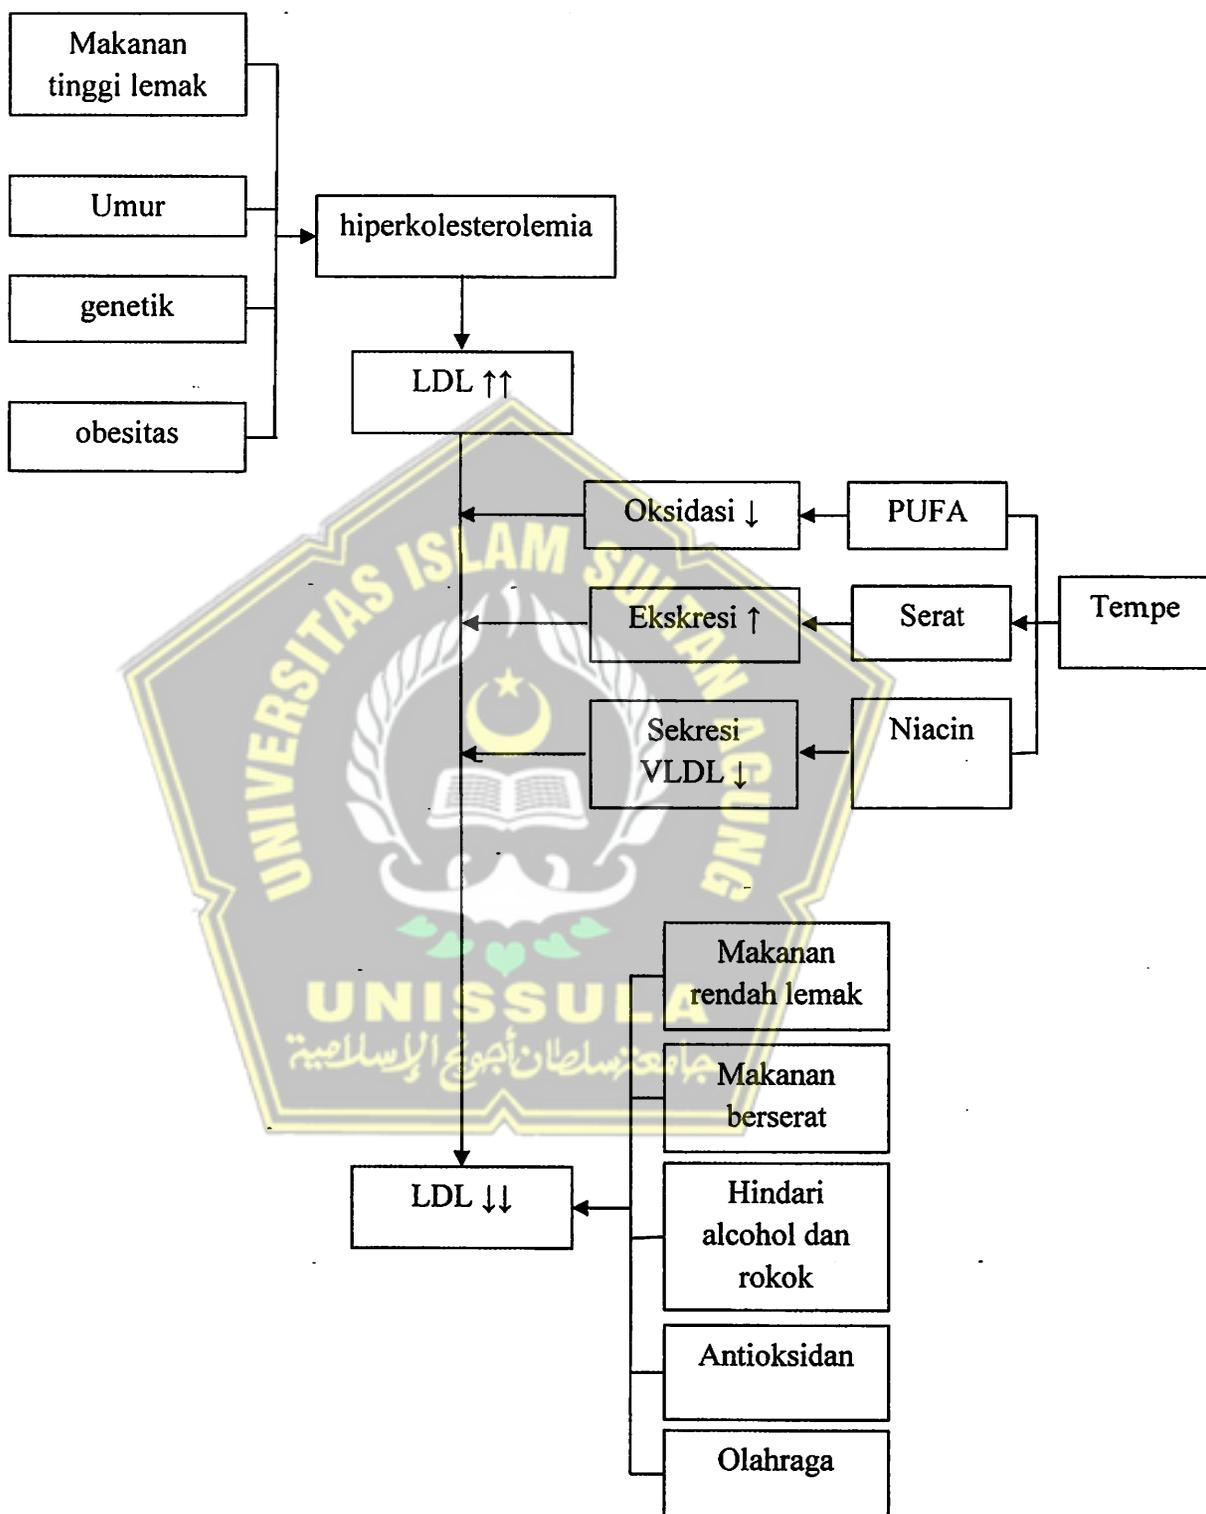 Makanan
tinggi lemak
Umur
hiperkolesterolemia
genetik
LDL ↑↑
obesitas
Oksidasi ↓
PUFA
Ekskresi ↑
Serat
Tempe
Sekresi
VLDL ↓
Niacin
UNIVERSITAS ISLAM SULTAN AGUNG
UNISSULA
جامعة سلطان أجونج الإسلامية
Makanan
rendah lemak
Makanan
berserat
LDL ↓↓
Hindari
alcohol dan
rokok
Antioksidan
Olahraga